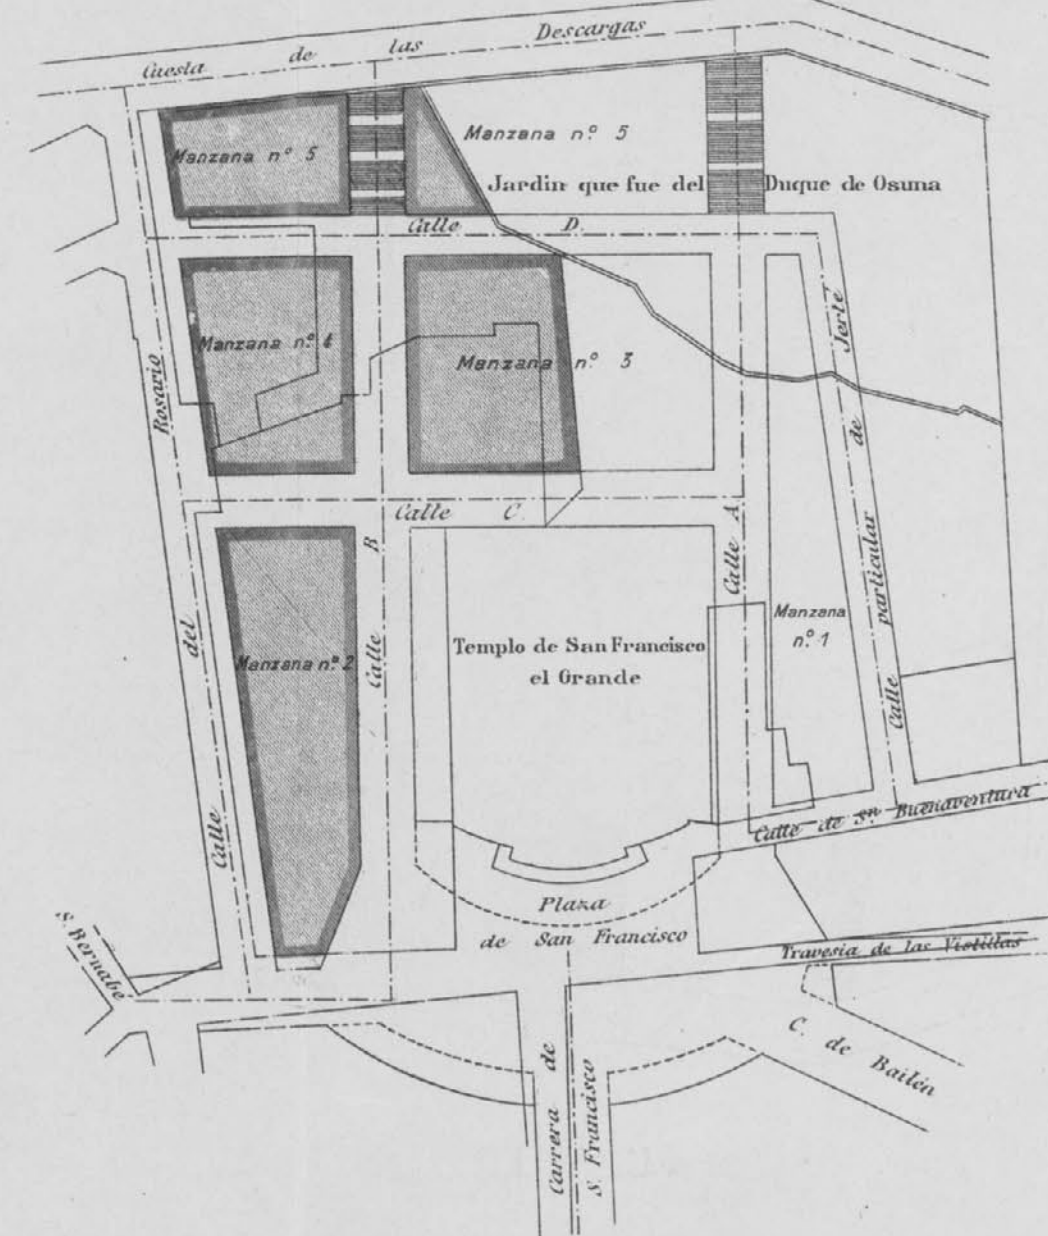 Cuesta de las Descargas
Manzana nº 5
Manzana nº 5
Jardin que fue del Duque de Osuna
Calle D.
Manzana nº 4
Manzana nº 3
Calle del Rosario
Calle particular de Jerte
Calle C.
Calle B
Calle A
Manzana nº 2
Templo de San Francisco
el Grande
Manzana
nº 1
Calle de Sn. Buenaventura
Plaza
de San Francisco
Travesia de las Vistillas
S. Bernabe
C. de Bailén
Carrera de
S. Francisco